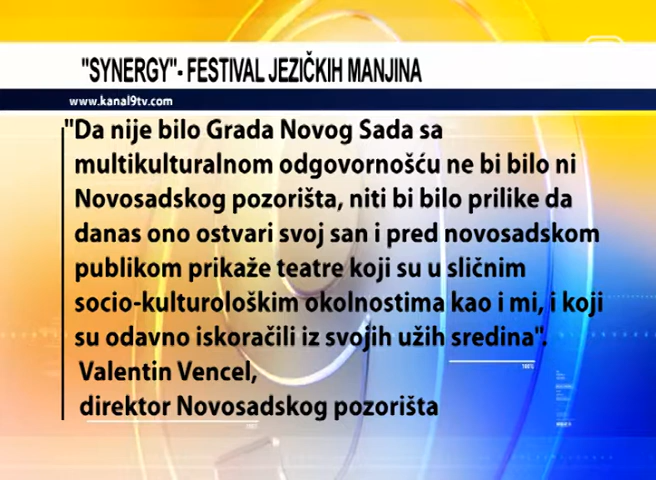 "SYNERGY"- FESTIVAL JEZIČKIH MANJINA
www.kanal9tv.com
"Da nije bilo Grada Novog Sada sa
multikulturalnom odgovornošću ne bi bilo ni
Novosadskog pozorišta, niti bi bilo prilike da
danas ono ostvari svoj san i pred novosadskom
publikom prikaže teatre koji su u sličnim
socio-kulturološkim okolnostima kao i mi, i koji
su odavno iskoračili iz svojih užih sredina".
Valentin Vencel,
direktor Novosadskog pozorišta
100%